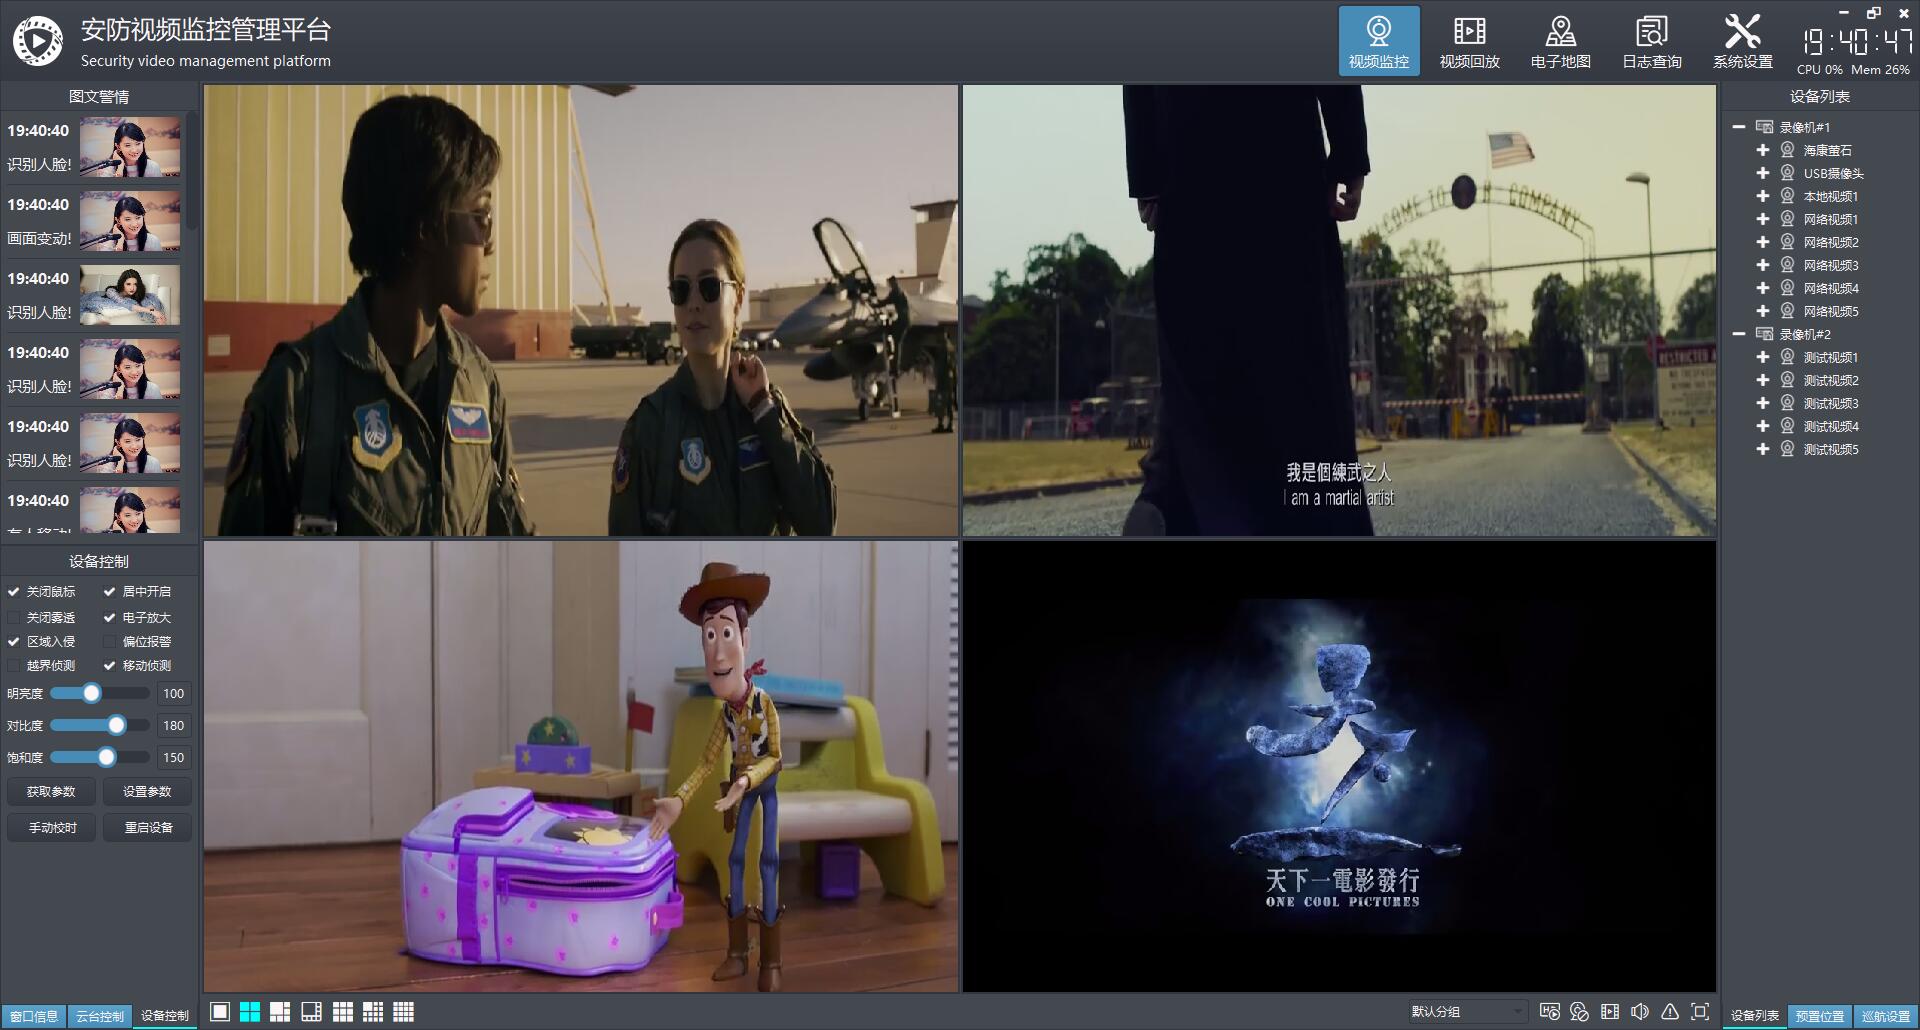 安防视频监控管理平台
Security video management platform
视频监控
视频回放
电子地图
日志查询
系统设置
19:40:47
CPU 0% Mem 26%
图文警情
19:40:40
识别人脸!
19:40:40
画面变动!
19:40:40
识别人脸!
19:40:40
识别人脸!
19:40:40
识别人脸!
19:40:40
设备控制
关闭鼠标
居中开启
关闭雾透
电子放大
区域入侵
偏位报警
越界侦测
移动侦测
明亮度 100
对比度 180
饱和度 150
获取参数
设置参数
手动校时
重启设备
窗口信息
云台控制
设备控制
我是個練武之人
I am a martial artist
天下一電影發行
ONE COOL PICTURES
默认分组
设备列表
录像机#1
海康萤石
USB摄像头
本地视频1
网络视频1
网络视频2
网络视频3
网络视频4
网络视频5
录像机#2
测试视频1
测试视频2
测试视频3
测试视频4
测试视频5
设备列表
预置位置
巡航设置